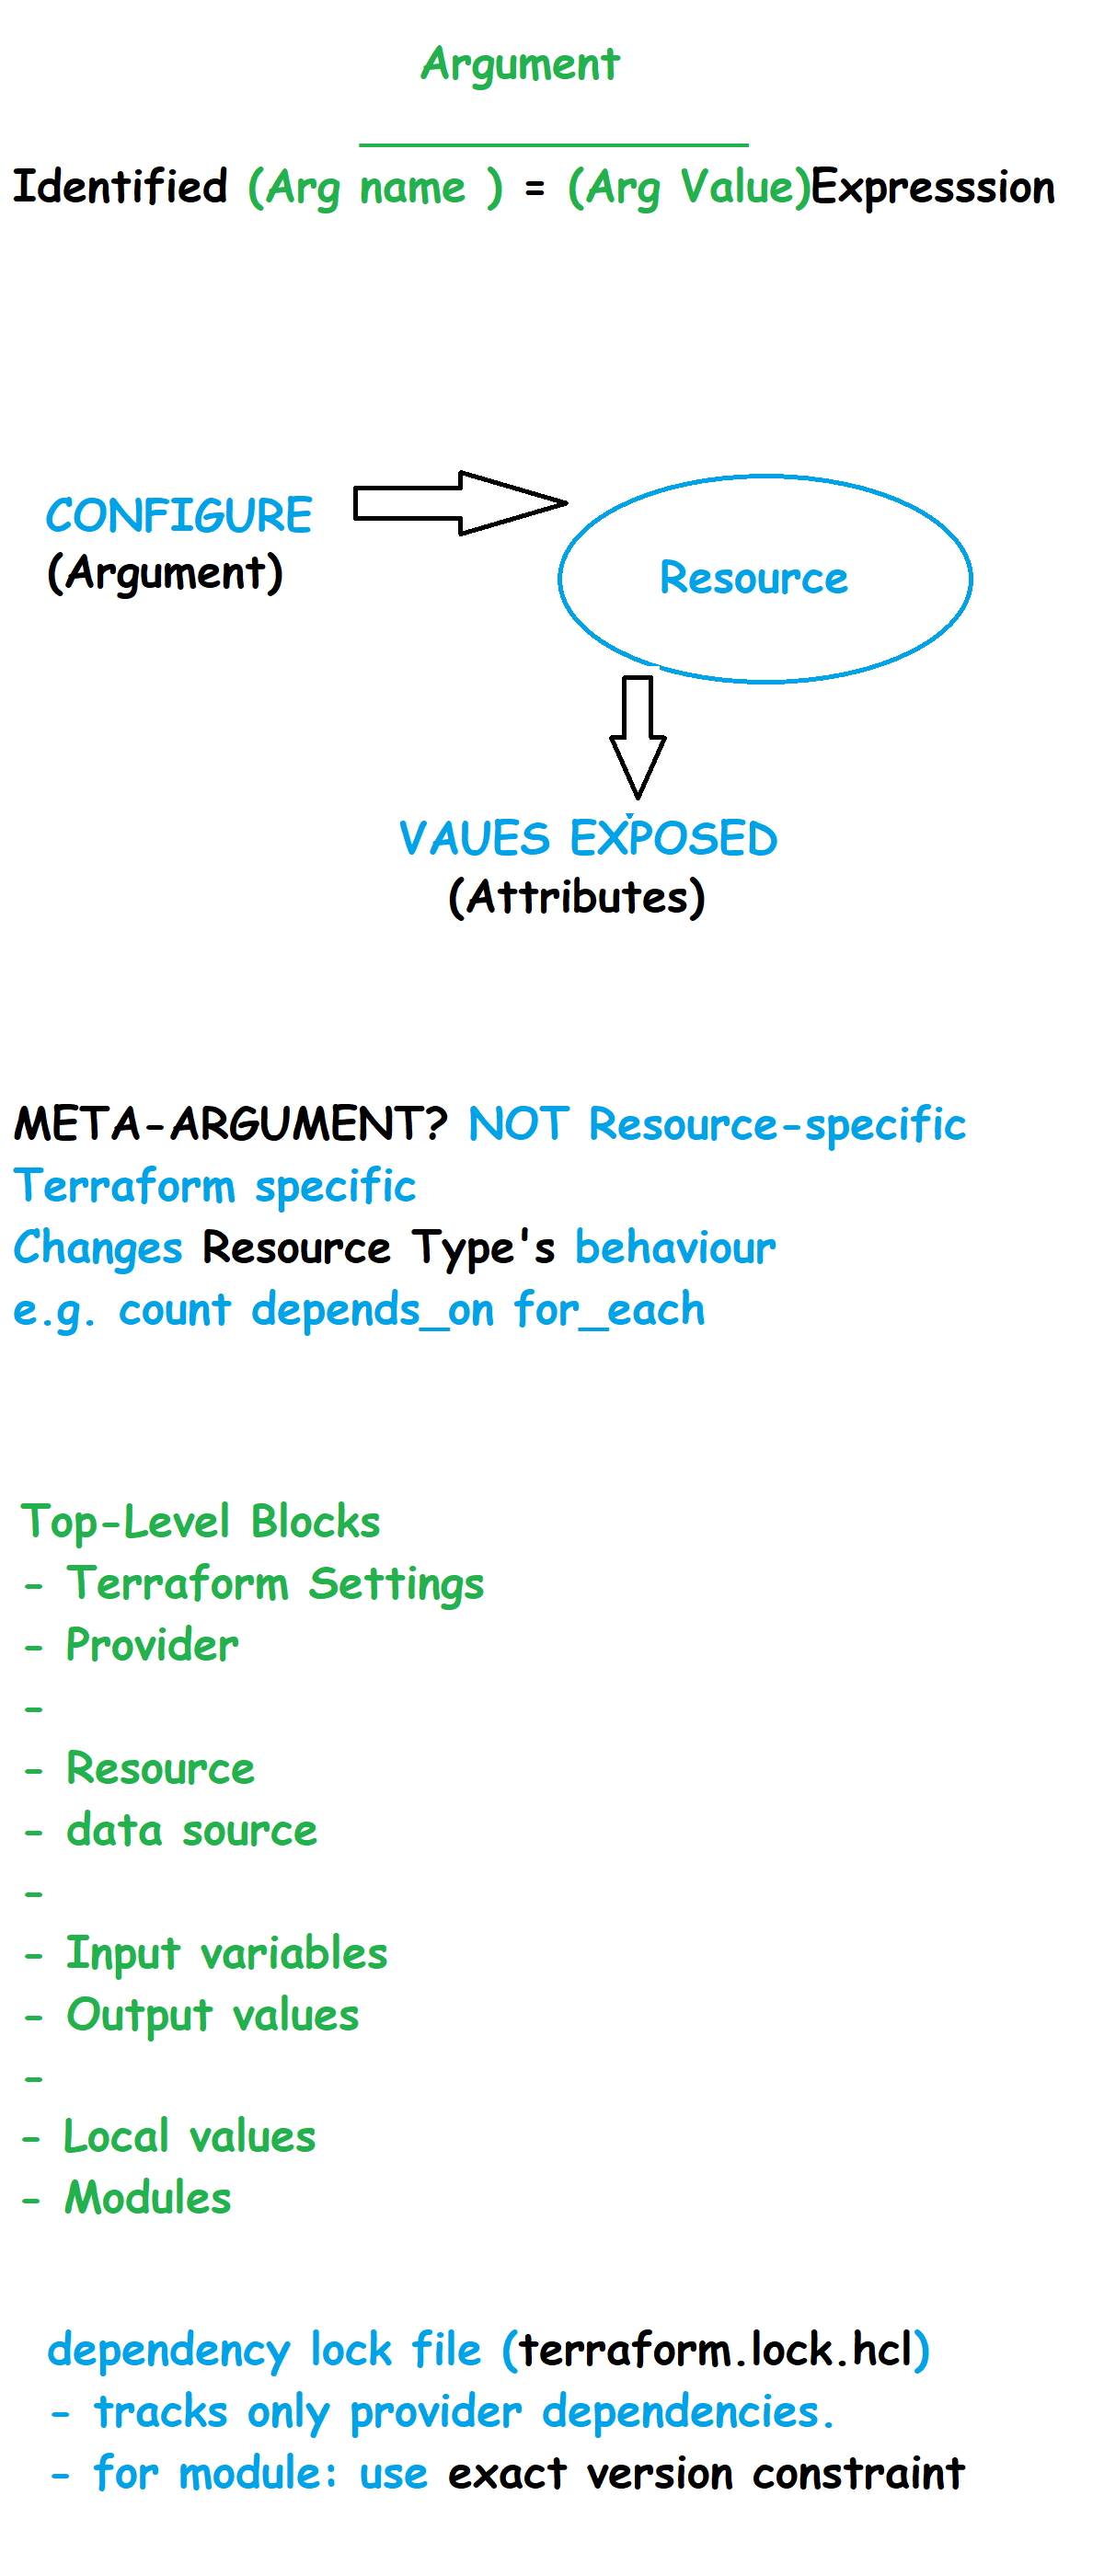 Argument
Identified (Arg name ) = (Arg Value)Expresssion
CONFIGURE
(Argument)
Resource
VAUES EXPOSED
(Attributes)
META-ARGUMENT? NOT Resource-specific
Terraform specific
Changes Resource Type's behaviour
e.g. count depends_on for_each
Top-Level Blocks
- Terraform Settings
- Provider
-
- Resource
- data source
-
- Input variables
- Output values
-
- Local values
- Modules
dependency lock file (terraform.lock.hcl)
- tracks only provider dependencies.
- for module: use exact version constraint